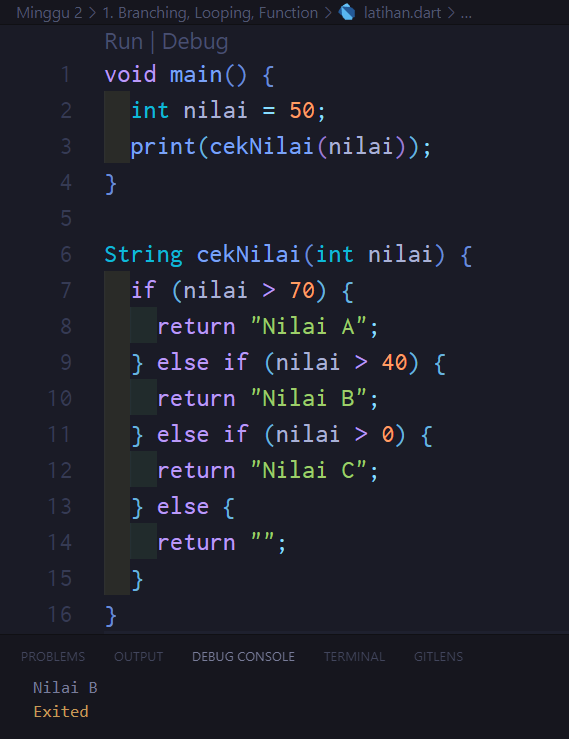 Minggu 2 > 1. Branching, Looping, Function > latihan.dart > ...
Run | Debug
1 void main() {
2 int nilai = 50;
3 print(cekNilai(nilai));
4 }
5
6 String cekNilai(int nilai) {
7 if (nilai > 70) {
8 return "Nilai A";
9 } else if (nilai > 40) {
10 return "Nilai B";
11 } else if (nilai > 0) {
12 return "Nilai C";
13 } else {
14 return "";
15 }
16 }
PROBLEMS OUTPUT DEBUG CONSOLE TERMINAL GITLENS
Nilai B
Exited